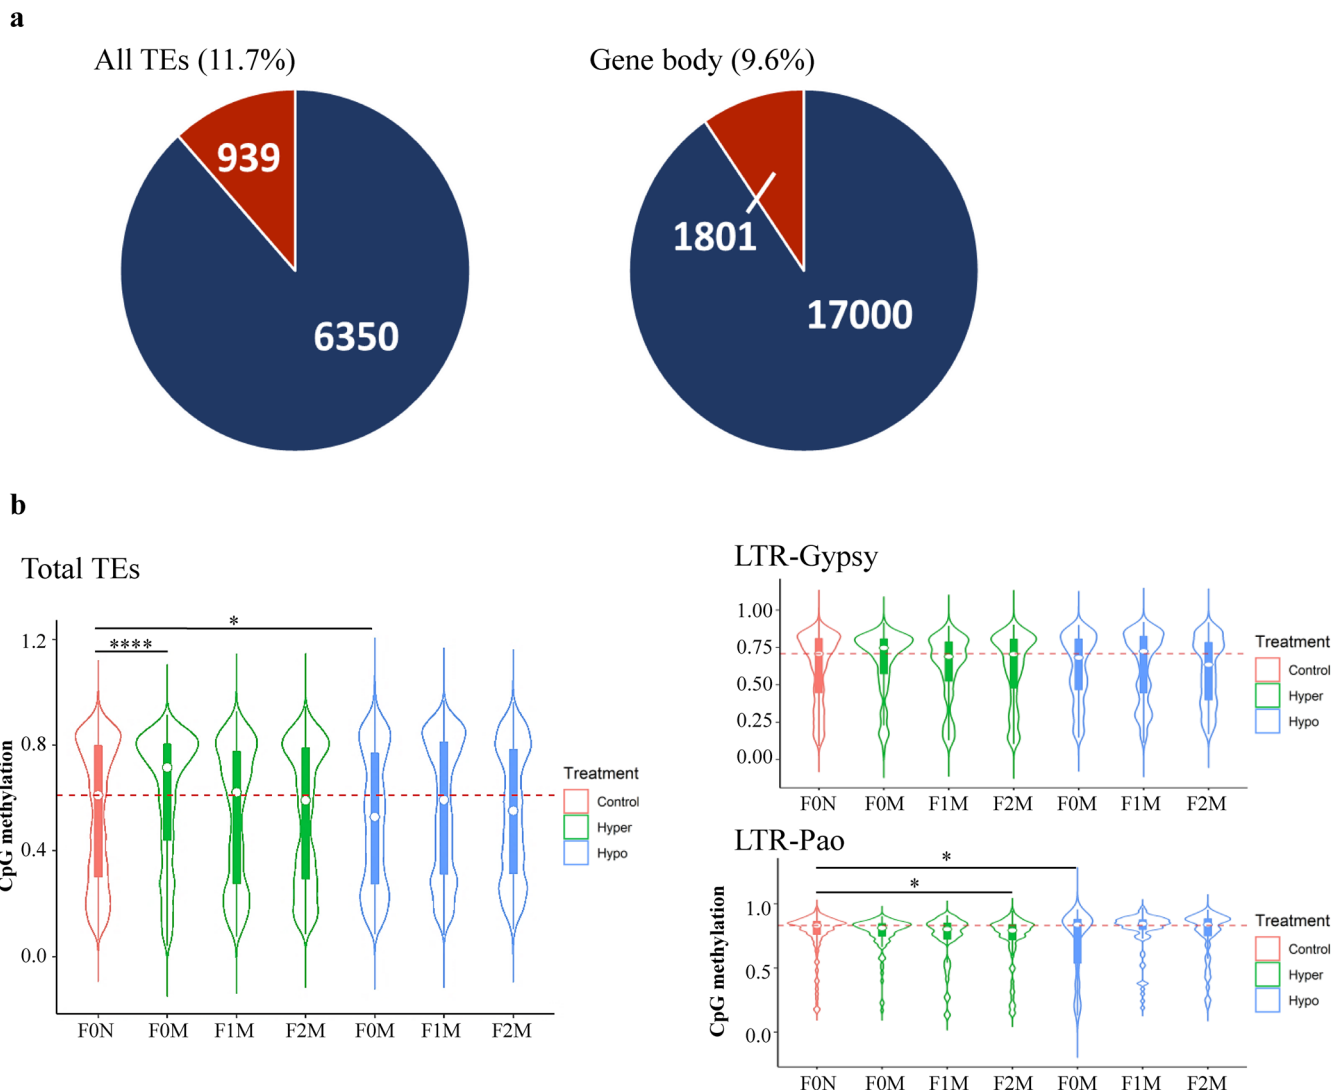 a
All TEs (11.7%)
Gene body (9.6%)
939
6350
1801
17000
b
Total TEs
CpG methylation
1.2
0.8
0.4
0.0
*
****
F0N F0M F1M F2M F0M F1M F2M
Treatment
Control
Hyper
Hypo
LTR-Gypsy
1.00
0.75
0.50
0.25
0.00
F0N F0M F1M F2M F0M F1M F2M
Treatment
Control
Hyper
Hypo
LTR-Pao
CpG methylation
1.0
0.5
0.0
*
*
F0N F0M F1M F2M F0M F1M F2M
Treatment
Control
Hyper
Hypo